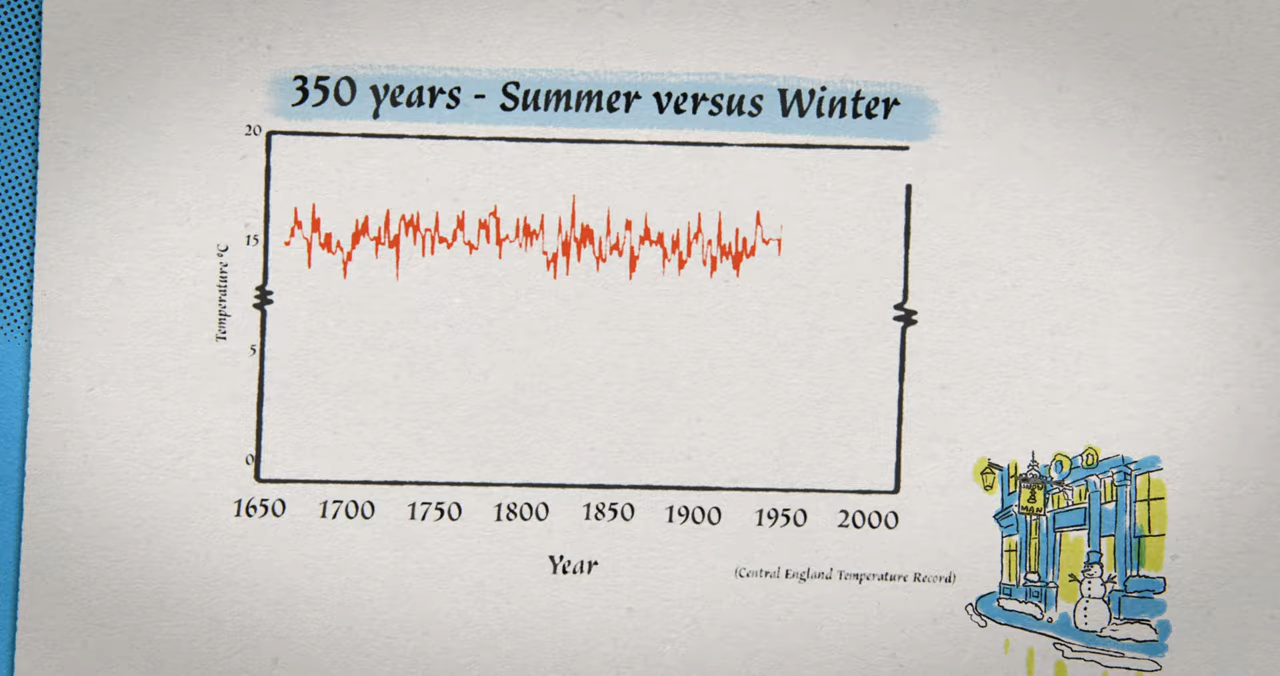 350 years - Summer versus Winter
20
15
5
0
Temperature °C
1650 1700 1750 1800 1850 1900 1950 2000
Year
(Central England Temperature Record)
MAN